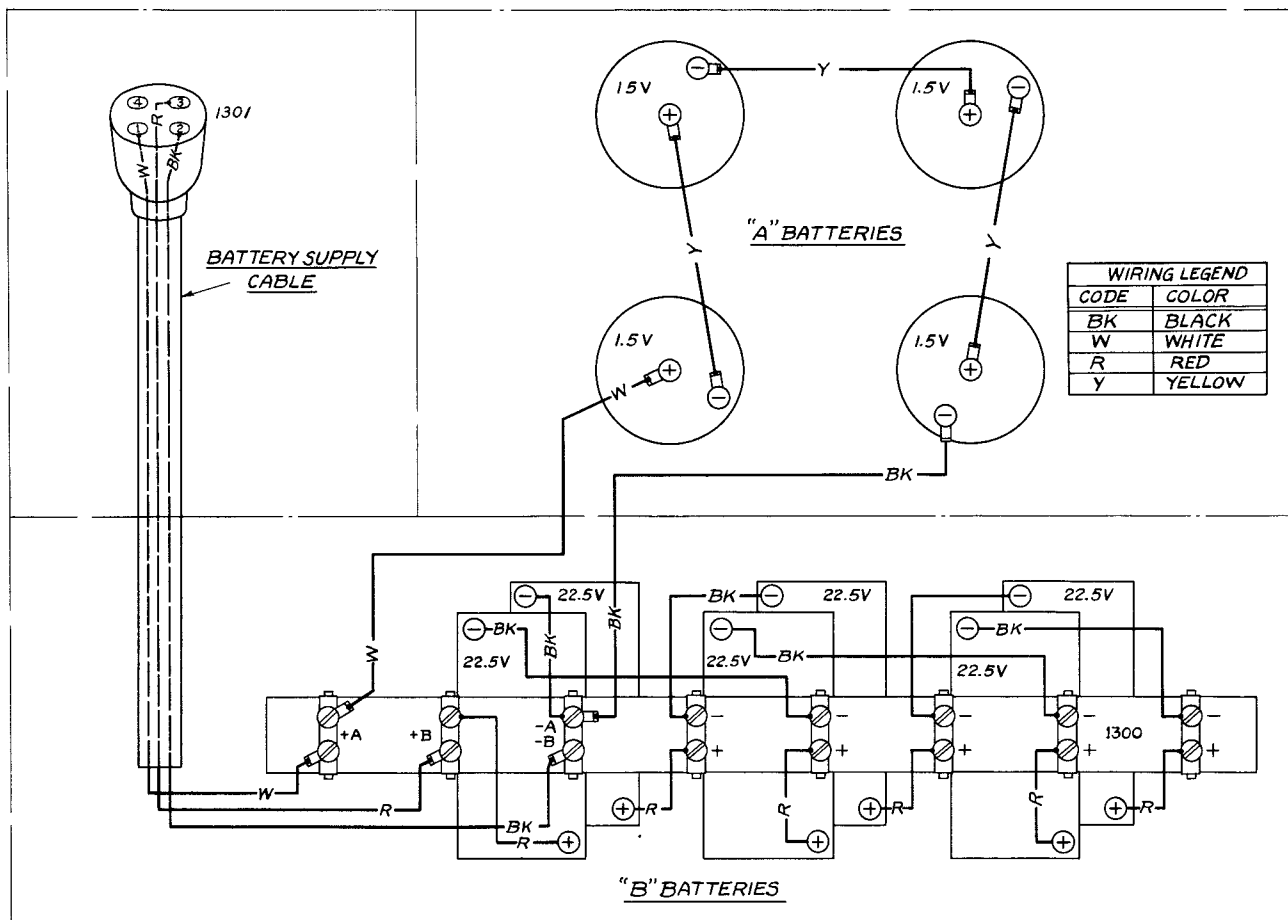 4 3
1 2
1301
R
W
BK
BATTERY SUPPLY
CABLE
− Y −
15V 1.5V
+ +
Y Y
"A" BATTERIES
1.5V 1.5V
W + +
− −
BK
WIRING LEGEND
CODE COLOR
BK BLACK
W WHITE
R RED
Y YELLOW
W
− 22.5V BK BK − 22.5V − 22.5V
− BK − − BK
22.5V BK 22.5V BK 22.5V
+A +B -A − − − −
-B + + + 1300 +
W R BK R + R R + R R + R
+ + +
"B" BATTERIES